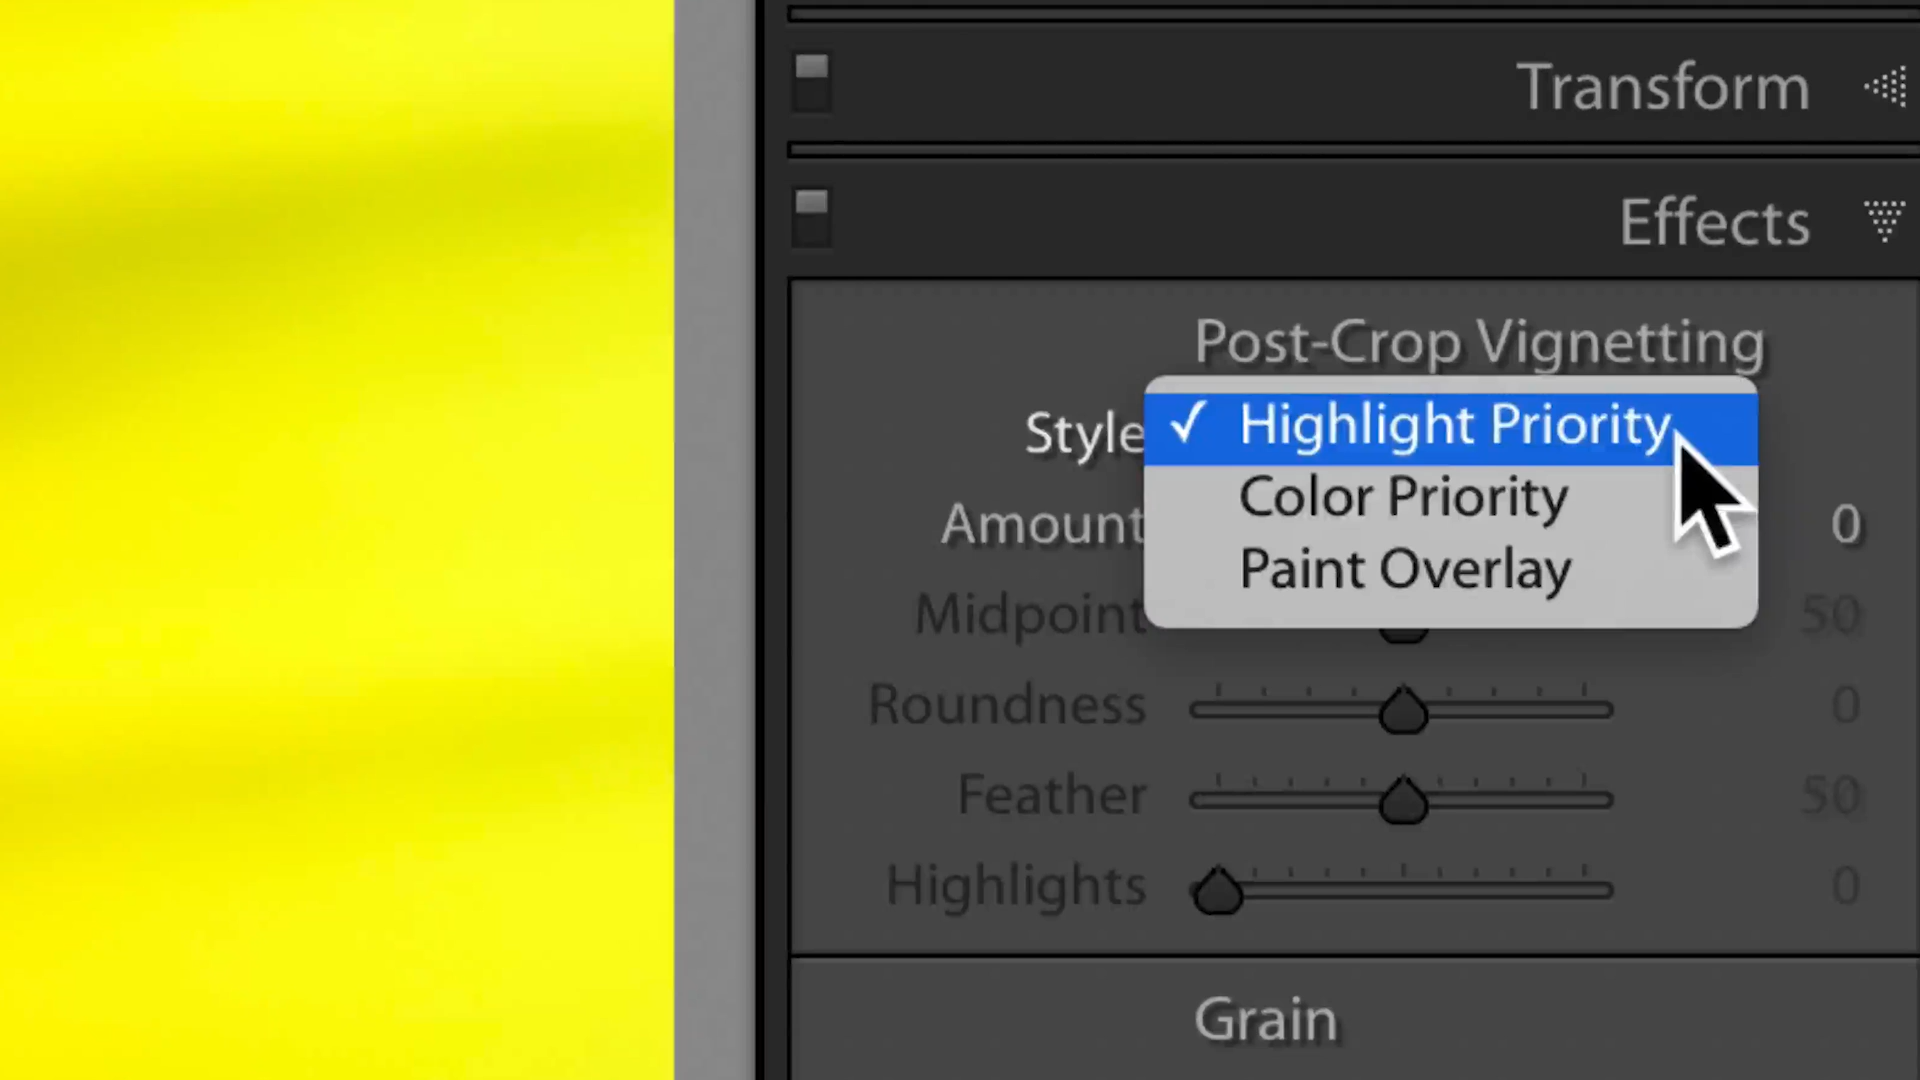 Transform
Effects
Post-Crop Vignetting
Style
✓ Highlight Priority
Color Priority
Paint Overlay
Amount 0
Midpoint 50
Roundness 0
Feather 50
Highlights 0
Grain